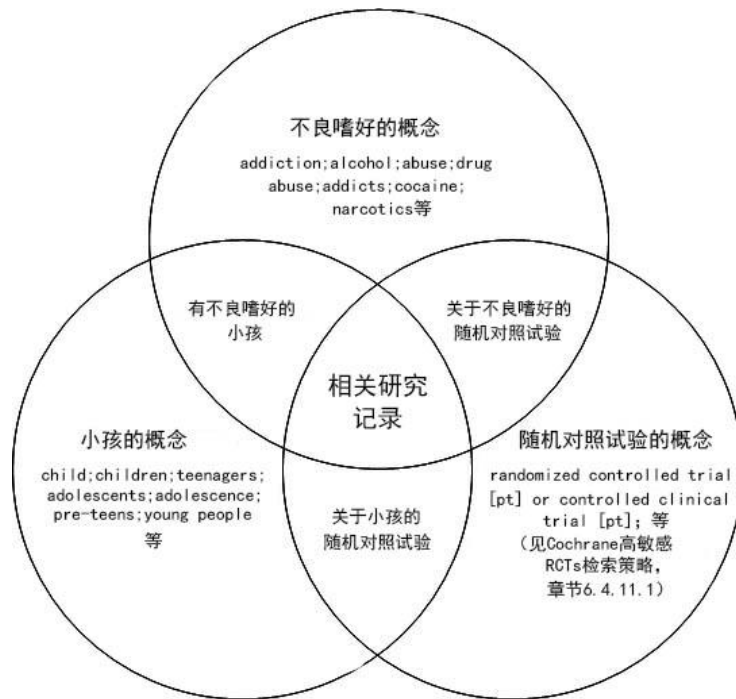 不良嗜好的概念
addiction;alcohol;abuse;drug
abuse;addicts;cocaine;
narcotics等
有不良嗜好的
小孩
关于不良嗜好的
随机对照试验
相关研究
记录
小孩的概念
child;children;teenagers;
adolescents;adolescence;
pre-teens;young people
等
随机对照试验的概念
randomized controlled trial
[pt] or controlled clinical
trial [pt]; 等
（见Cochrane高敏感
RCTs检索策略，
章节6.4.11.1）
关于小孩的
随机对照试验